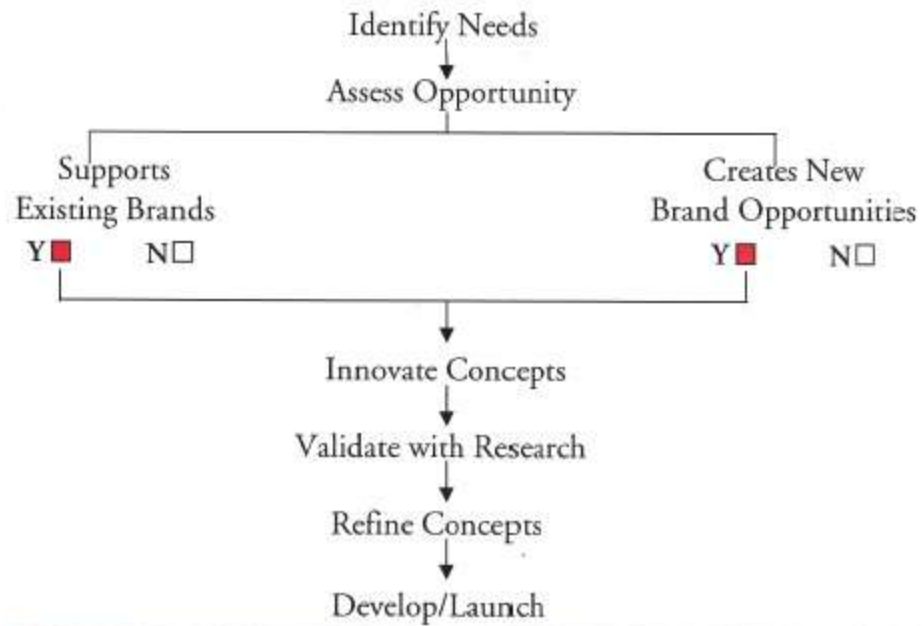 Identify Needs
Assess Opportunity
Supports
Existing Brands
Y N
Creates New
Brand Opportunities
Y N
Innovate Concepts
Validate with Research
Refine Concepts
Develop/Launch